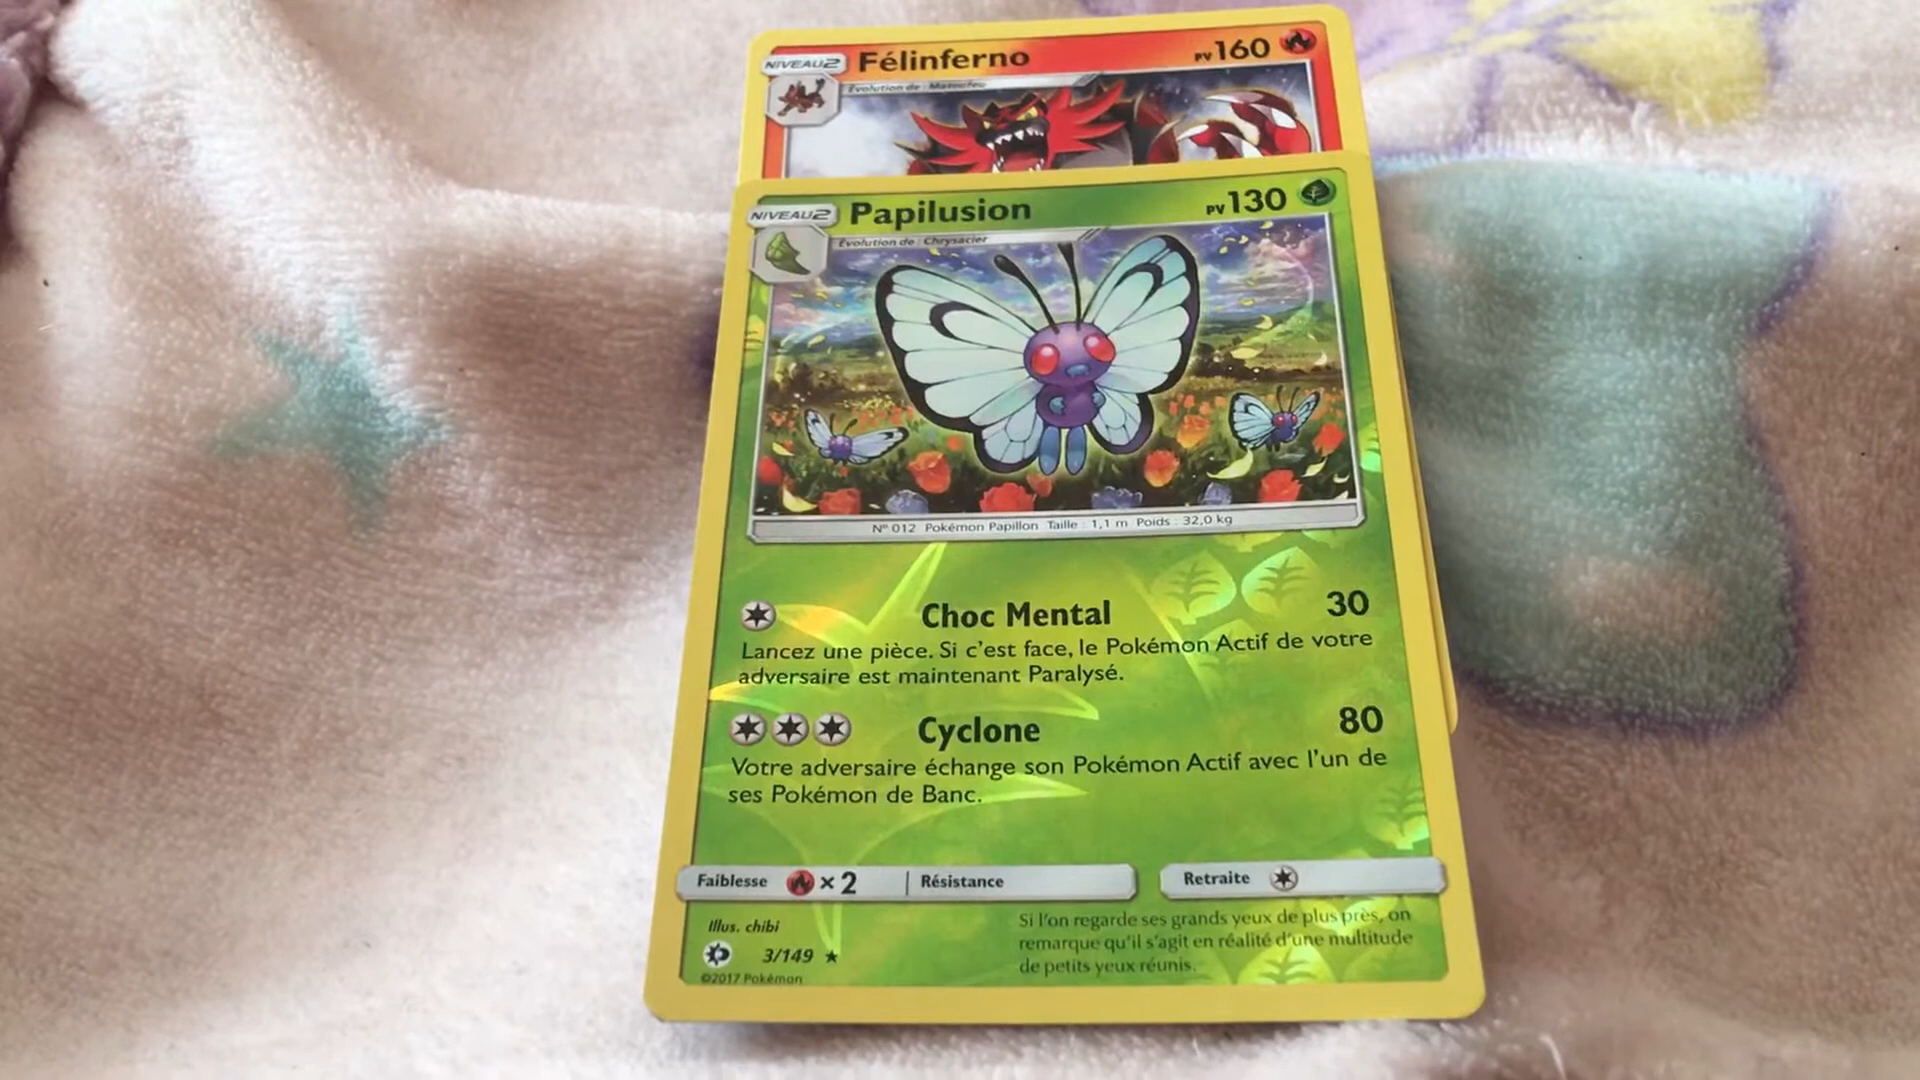 NIVEAU2 Félinferno PV160
Évolution de : Matoufeu
NIVEAU2 Papilusion PV130
Évolution de : Chrysacier
N° 012 Pokémon Papillon Taille : 1,1 m Poids : 32,0 kg
Choc Mental 30
Lancez une pièce. Si c'est face, le Pokémon Actif de votre
adversaire est maintenant Paralysé.
Cyclone 80
Votre adversaire échange son Pokémon Actif avec l'un de
ses Pokémon de Banc.
Faiblesse ×2 Résistance Retraite
Illus. chibi
3/149
©2017 Pokémon
Si l'on regarde ses grands yeux de plus près, on
remarque qu'il s'agit en réalité d'une multitude
de petits yeux réunis.